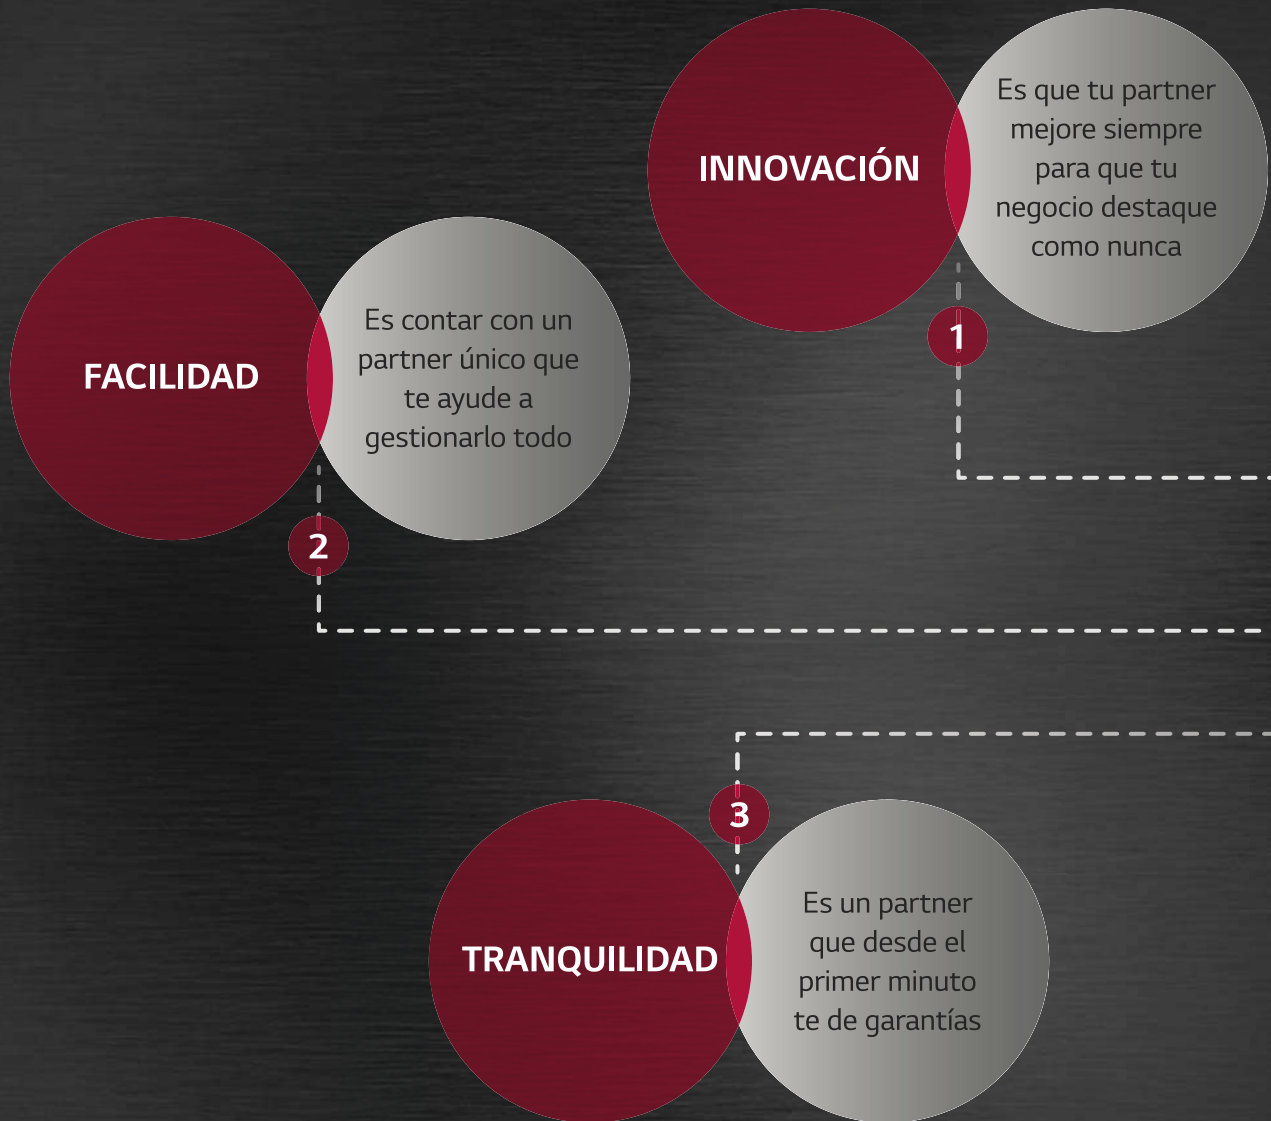 INNOVACIÓN
Es que tu partner
mejore siempre
para que tu
negocio destaque
como nunca
1
FACILIDAD
Es contar con un
partner único que
te ayude a
gestionarlo todo
2
3
TRANQUILIDAD
Es un partner
que desde el
primer minuto
te de garantías